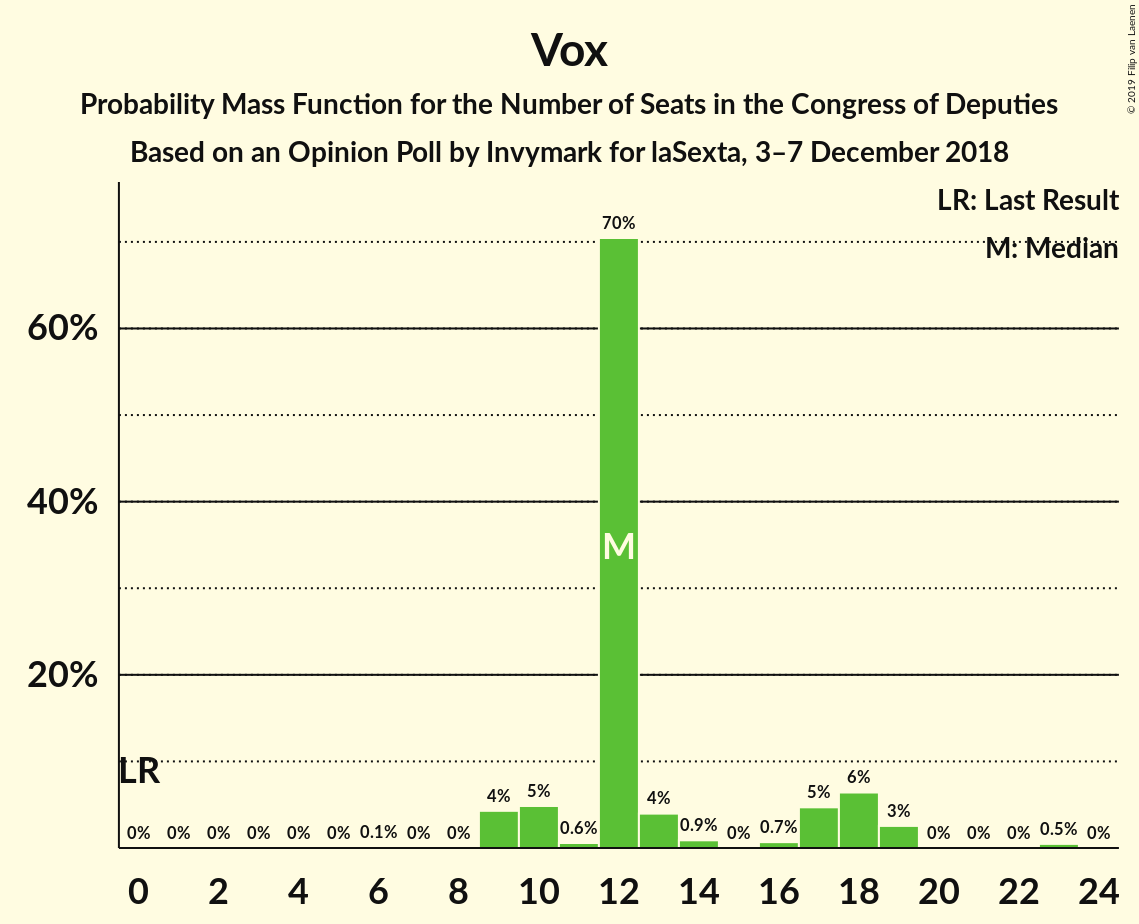 Vox
Probability Mass Function for the Number of Seats in the Congress of Deputies
Based on an Opinion Poll by Invymark for laSexta, 3–7 December 2018
© 2019 Filip van Laenen
LR: Last Result
M: Median
60%
40%
20%
LR
M
0% 0% 0% 0% 0% 0% 0.1% 0% 0% 4% 5% 0.6% 70% 4% 0.9% 0% 0.7% 5% 6% 3% 0% 0% 0% 0.5% 0%
0 2 4 6 8 10 12 14 16 18 20 22 24